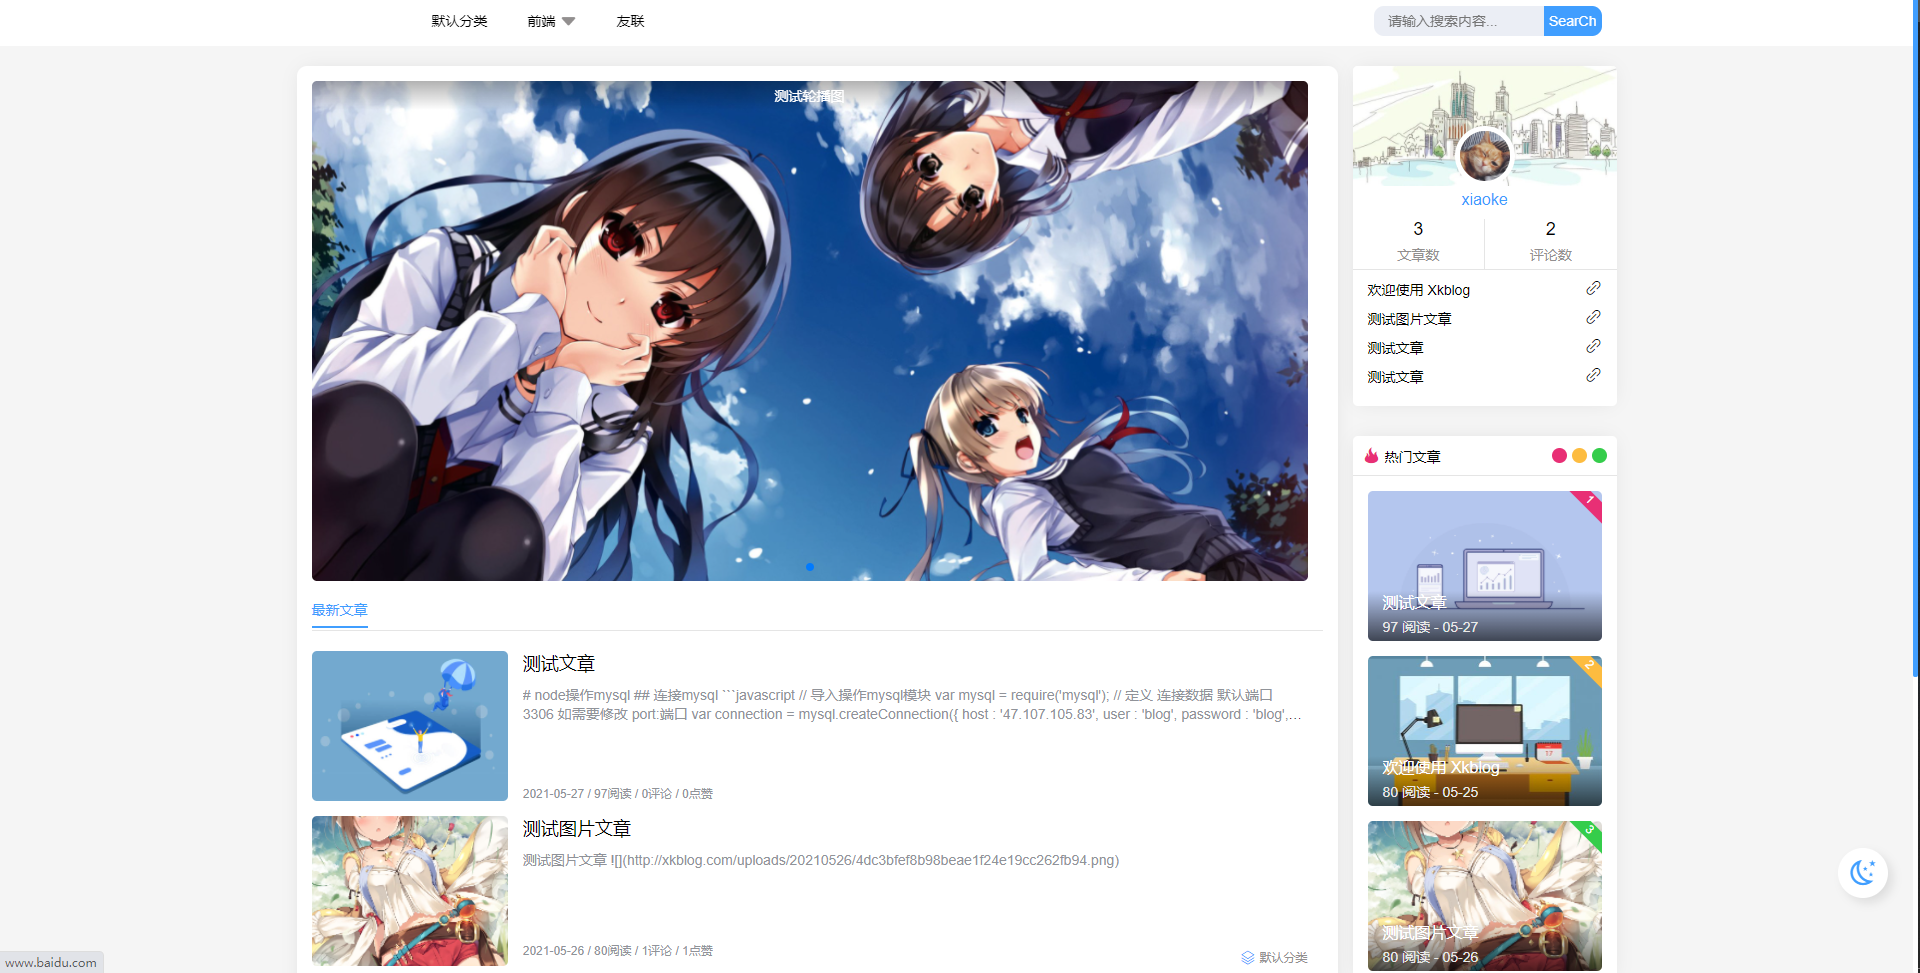 默认分类
前端
友联
请输入搜索内容...
SearCh
测试轮播图
xiaoke
3
文章数
2
评论数
欢迎使用 Xkblog
测试图片文章
测试文章
测试文章
热门文章
1
测试文章
97 阅读 - 05-27
2
17
欢迎使用 Xkblog
80 阅读 - 05-25
3
测试图片文章
80 阅读 - 05-26
最新文章
测试文章
# node操作mysql ## 连接mysql ```javascript // 导入操作mysql模块 var mysql = require('mysql'); // 定义 连接数据 默认端口
3306 如需要修改 port:端口 var connection = mysql.createConnection({ host : '47.107.105.83', user : 'blog', password : 'blog',...
2021-05-27 / 97阅读 / 0评论 / 0点赞
测试图片文章
测试图片文章 ![](http://xkblog.com/uploads/20210526/4dc3bfef8b98beae1f24e19cc262fb94.png)
2021-05-26 / 80阅读 / 1评论 / 1点赞
默认分类
www.baidu.com